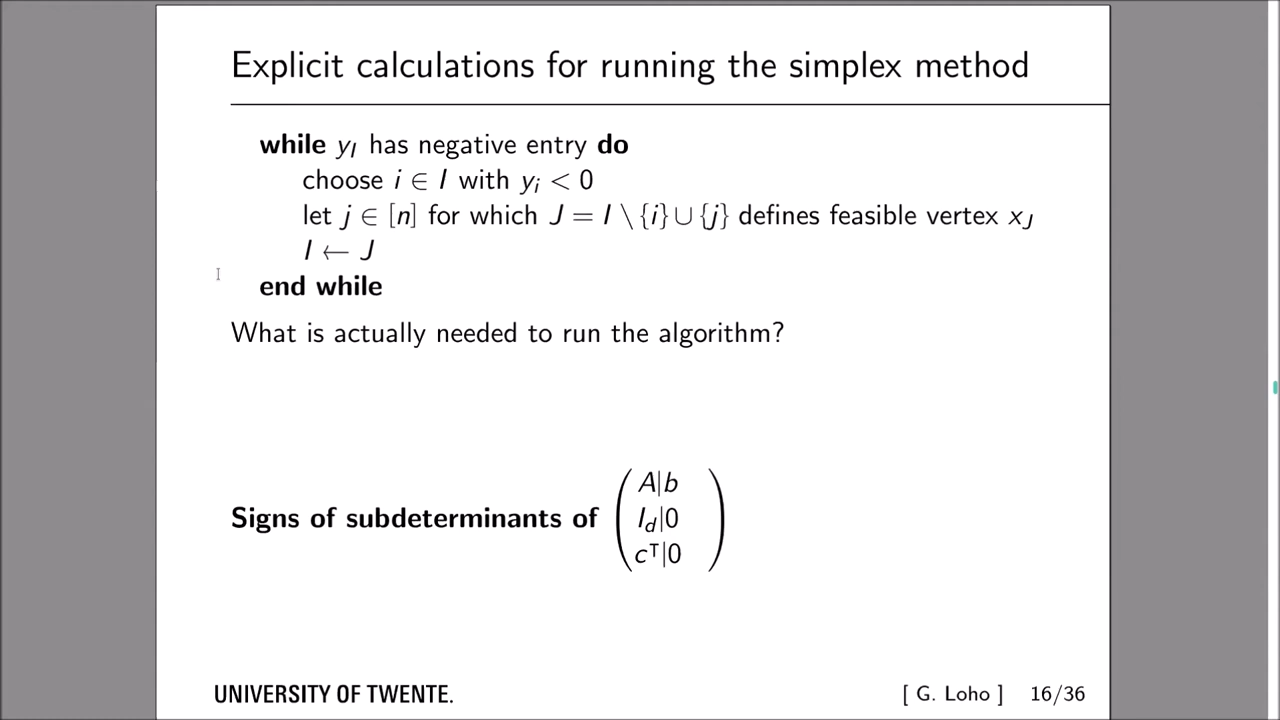 Explicit calculations for running the simplex method
while y_I has negative entry do
choose i ∈ I with y_i < 0
let j ∈ [n] for which J = I \ {i} ∪ {j} defines feasible vertex x_J
I ← J
end while
What is actually needed to run the algorithm?
Signs of subdeterminants of
A|b
I_d|0
c^⊤|0
UNIVERSITY OF TWENTE.
[ G. Loho ] 16/36